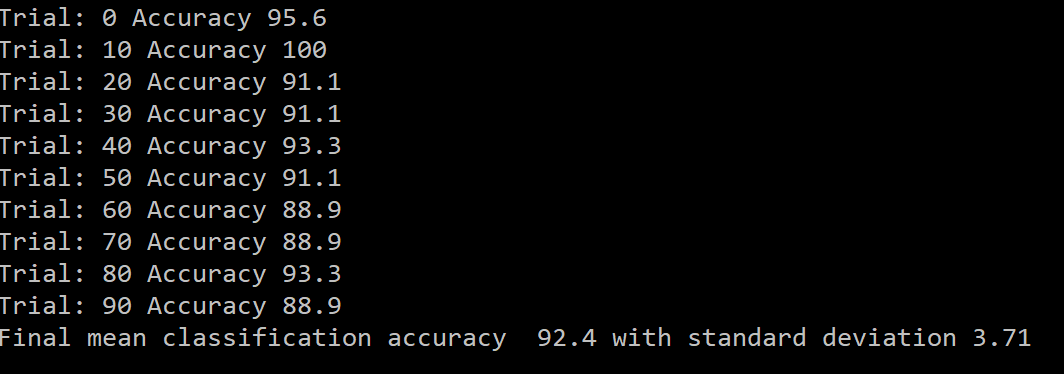 Trial: 0 Accuracy 95.6
Trial: 10 Accuracy 100
Trial: 20 Accuracy 91.1
Trial: 30 Accuracy 91.1
Trial: 40 Accuracy 93.3
Trial: 50 Accuracy 91.1
Trial: 60 Accuracy 88.9
Trial: 70 Accuracy 88.9
Trial: 80 Accuracy 93.3
Trial: 90 Accuracy 88.9
Final mean classification accuracy  92.4 with standard deviation 3.71